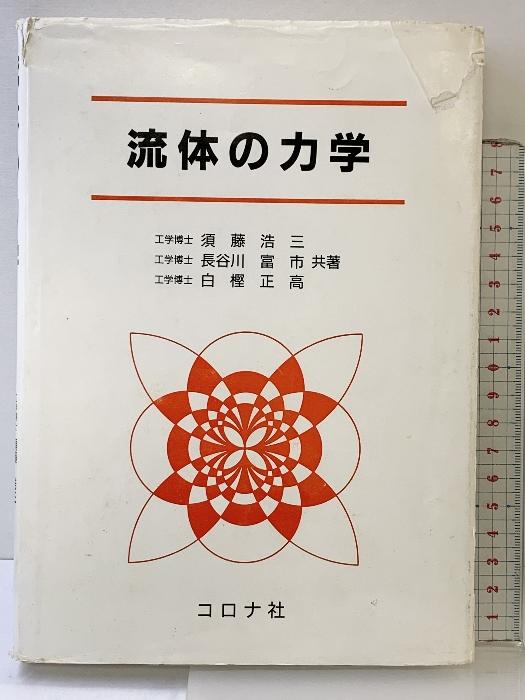 流体の力学
工学博士 須藤浩三
工学博士 長谷川富市 共著
工学博士 白樫正高
コロナ社